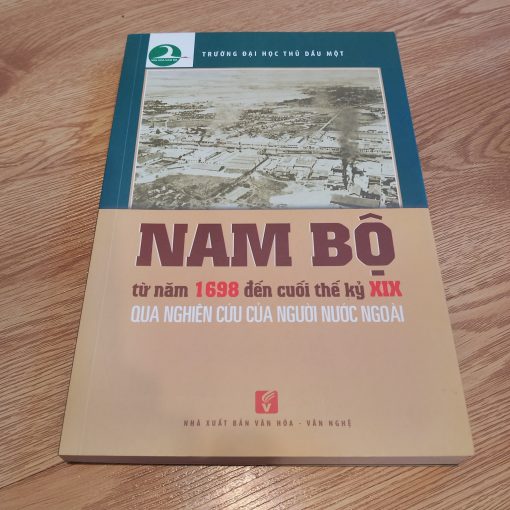 TRƯỜNG ĐẠI HỌC THỦ DẦU MỘT
NAM BỘ
từ năm 1698 đến cuối thế kỷ XIX
QUA NGHIÊN CỨU CỦA NGƯỜI NƯỚC NGOÀI
NHÀ XUẤT BẢN VĂN HÓA - VĂN NGHỆ